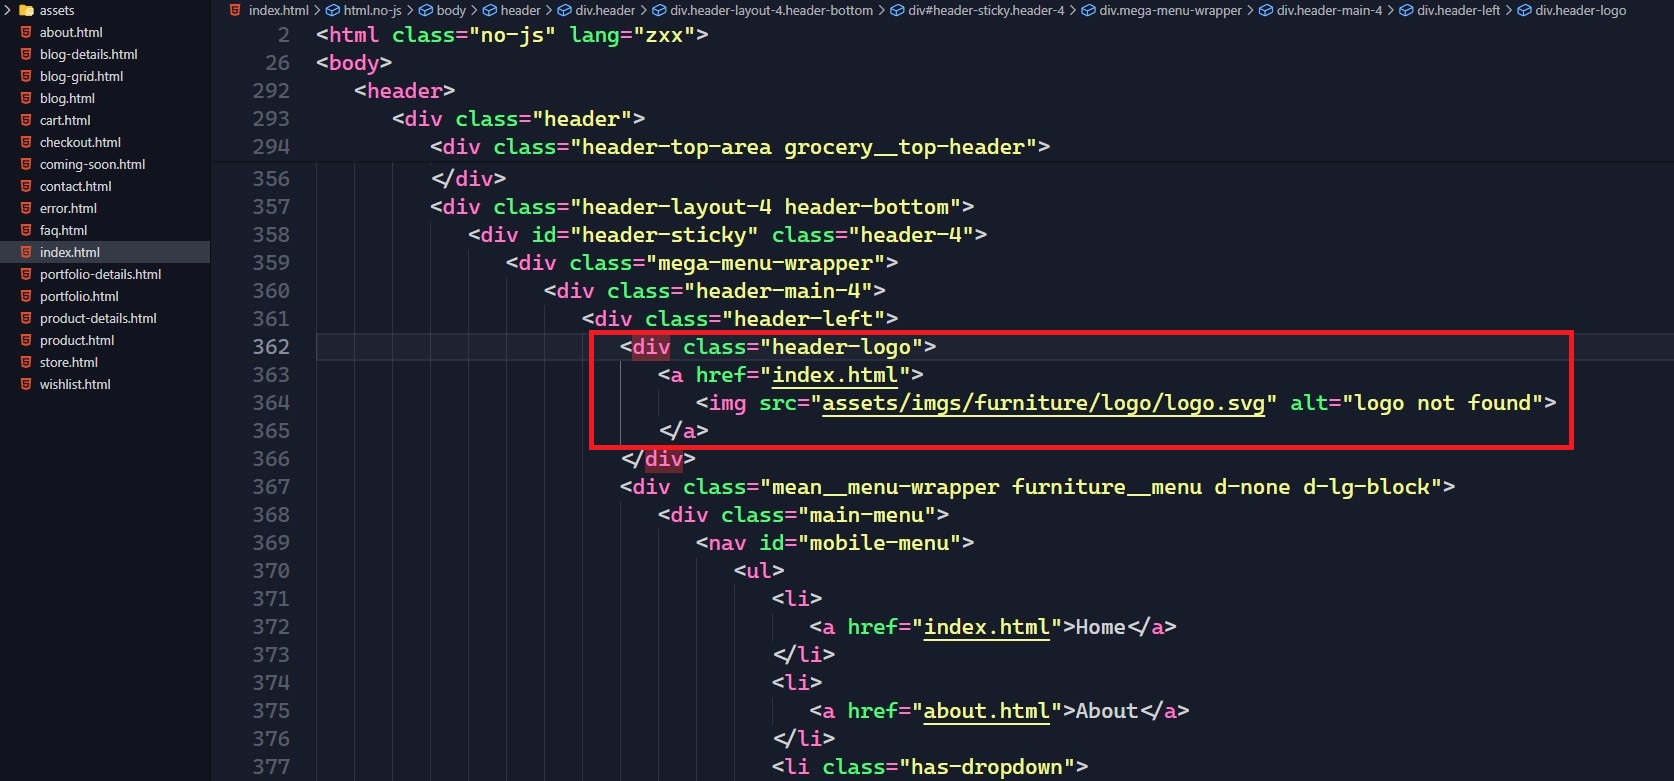 assets
about.html
blog-details.html
blog-grid.html
blog.html
cart.html
checkout.html
coming-soon.html
contact.html
error.html
faq.html
index.html
portfolio-details.html
portfolio.html
product-details.html
product.html
store.html
wishlist.html
index.html > html.no-js > body > header > div.header > div.header-layout-4.header-bottom > div#header-sticky.header-4 > div.mega-menu-wrapper > div.header-main-4 > div.header-left > div.header-logo
2 <html class="no-js" lang="zxx">
26 <body>
292 <header>
293 <div class="header">
294 <div class="header-top-area grocery__top-header">
356 </div>
357 <div class="header-layout-4 header-bottom">
358 <div id="header-sticky" class="header-4">
359 <div class="mega-menu-wrapper">
360 <div class="header-main-4">
361 <div class="header-left">
362 <div class="header-logo">
363 <a href="index.html">
364 <img src="assets/imgs/furniture/logo/logo.svg" alt="logo not found">
365 </a>
366 </div>
367 <div class="mean__menu-wrapper furniture__menu d-none d-lg-block">
368 <div class="main-menu">
369 <nav id="mobile-menu">
370 <ul>
371 <li>
372 <a href="index.html">Home</a>
373 </li>
374 <li>
375 <a href="about.html">About</a>
376 </li>
377 <li class="has-dropdown">